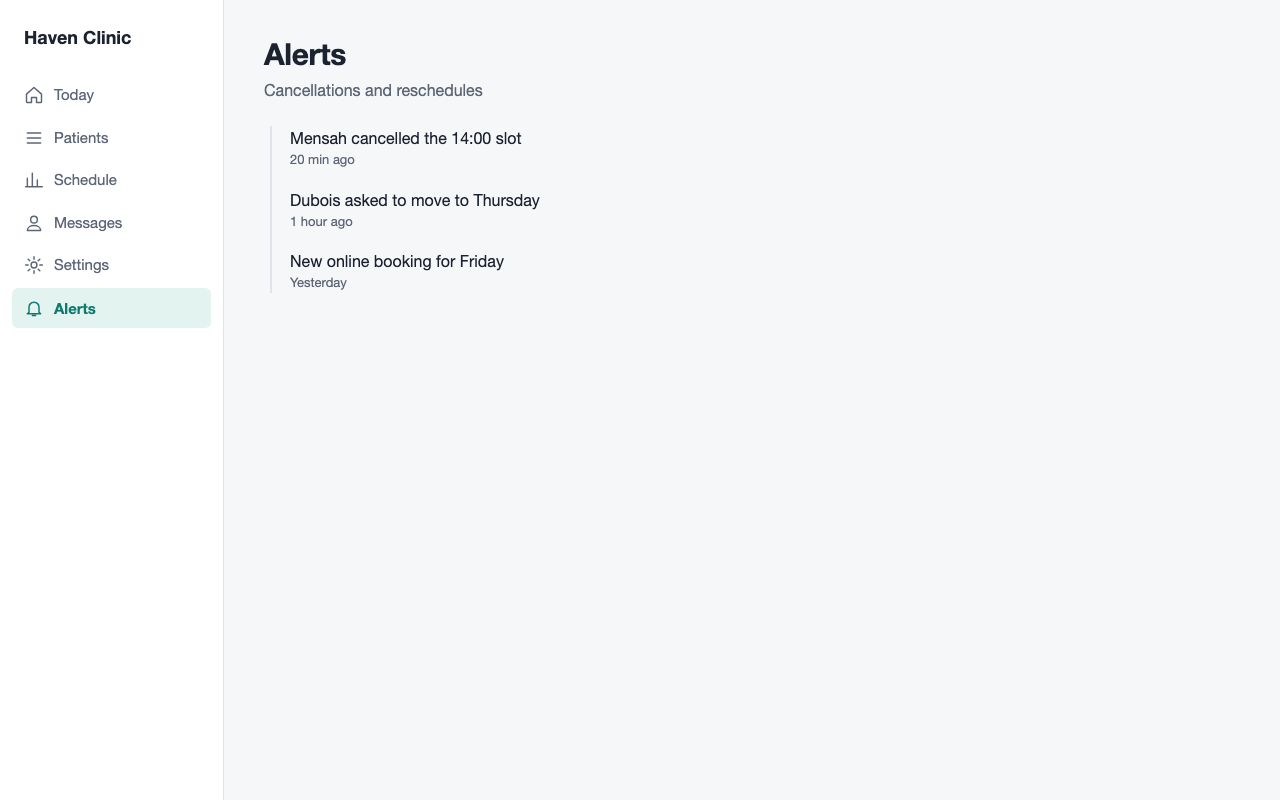 Haven Clinic
Today
Patients
Schedule
Messages
Settings
Alerts
Alerts
Cancellations and reschedules
Mensah cancelled the 14:00 slot
20 min ago
Dubois asked to move to Thursday
1 hour ago
New online booking for Friday
Yesterday